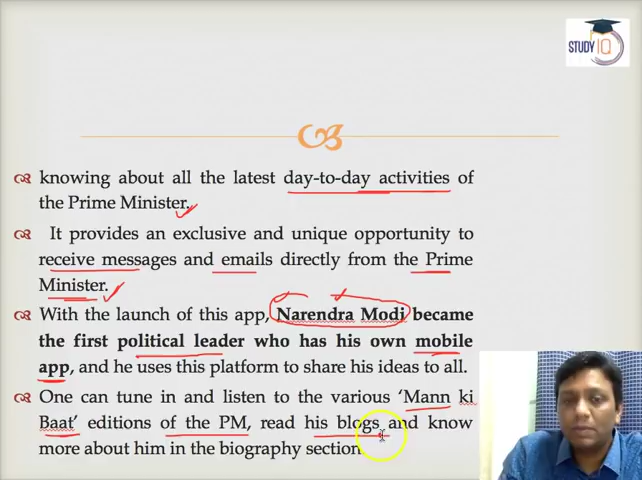 STUDY IQ
knowing about all the latest day-to-day activities of
the Prime Minister.
It provides an exclusive and unique opportunity to
receive messages and emails directly from the Prime
Minister.
With the launch of this app, Narendra Modi became
the first political leader who has his own mobile
app, and he uses this platform to share his ideas to all.
One can tune in and listen to the various ‘Mann ki
Baat’ editions of the PM, read his blogs and know
more about him in the biography section.